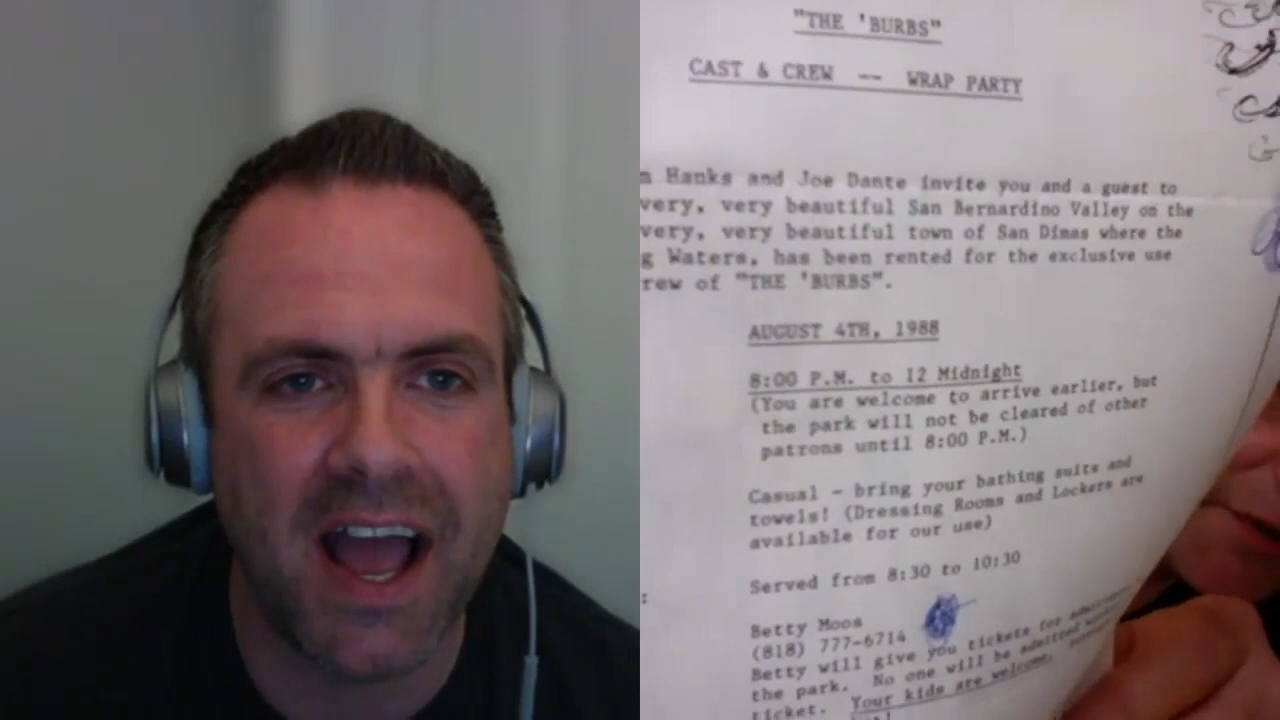 "THE 'BURBS"
CAST & CREW -- WRAP PARTY
Hanks and Joe Dante invite you and a guest to
very, very beautiful San Bernardino Valley on the
very, very beautiful town of San Dimas where the
g Waters, has been rented for the exclusive use
rew of "THE 'BURBS".
AUGUST 4TH, 1988
8:00 P.M. to 12 Midnight
(You are welcome to arrive earlier, but
the park will not be cleared of other
patrons until 8:00 P.M.)
Casual - bring your bathing suits and
towels! (Dressing Rooms and Lockers are
available for our use)
Served from 8:30 to 10:30
:
Betty Moos
(818) 777-6714
Betty will give you tickets for
the park. No one will be admitted
ticket. Your kids are welcome.